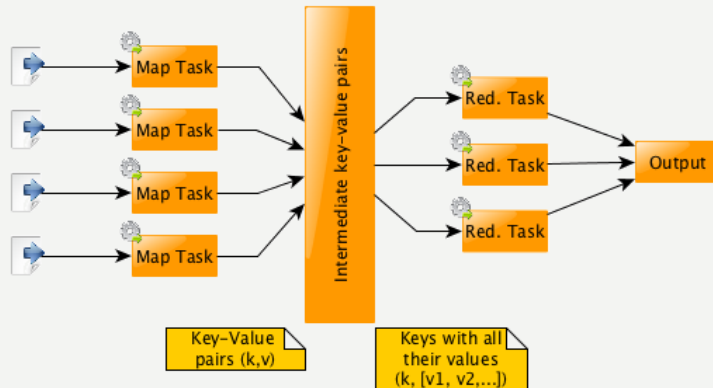 Map Task
Map Task
Map Task
Map Task
Intermediate key-value pairs
Red. Task
Red. Task
Red. Task
Output
Key-Value
pairs (k,v)
Keys with all
their values
(k, [v1, v2,...])